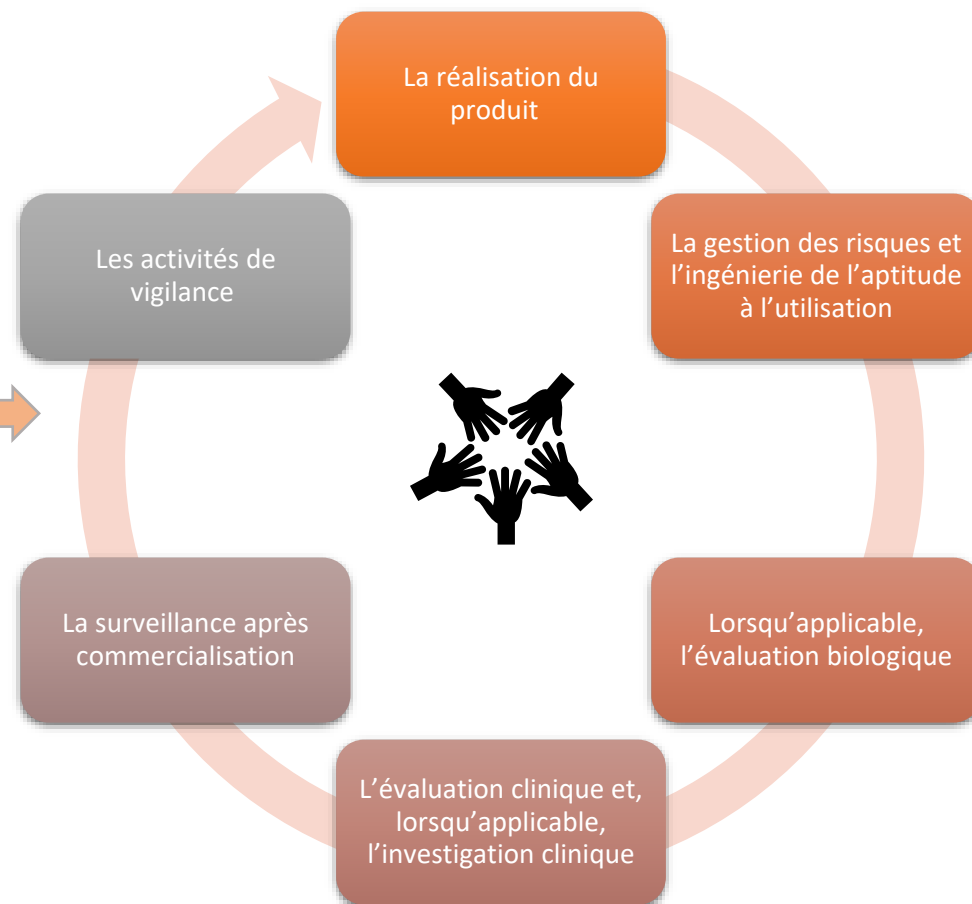 La réalisation du
produit
La gestion des risques et
l’ingénierie de l’aptitude
à l’utilisation
Lorsqu’applicable,
l’évaluation biologique
L’évaluation clinique et,
lorsqu’applicable,
l’investigation clinique
La surveillance après
commercialisation
Les activités de
vigilance